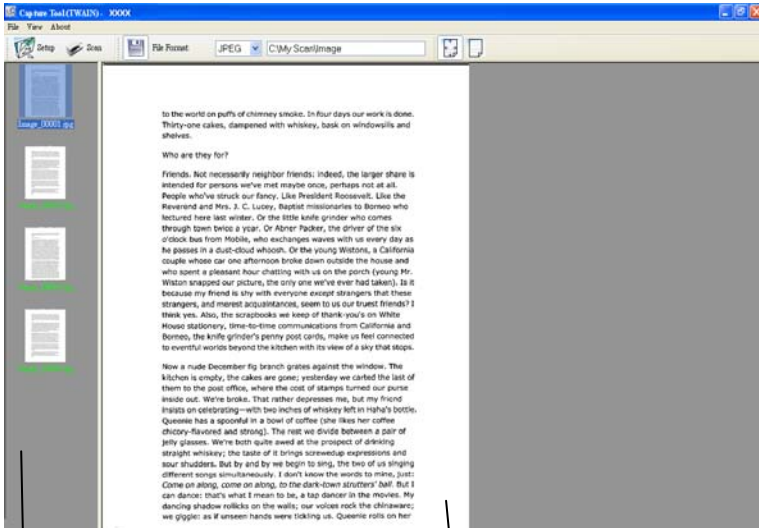 Capture Tool(TWAIN) - XXXX
File View About
Setup Scan File Format JPEG C:\My Scan\Image
Image_00001.jpg
to the world on puffs of chimney smoke. In four days our work is done.
Thirty-one cakes, dampened with whiskey, bask on windowsills and
shelves.
Who are they for?
Friends. Not necessarily neighbor friends: indeed, the larger share is
intended for persons we've met maybe once, perhaps not at all.
People who've struck our fancy. Like President Roosevelt. Like the
Reverend and Mrs. J. C. Lucey, Baptist missionaries to Borneo who
lectured here last winter. Or the little knife grinder who comes
through town twice a year. Or Abner Packer, the driver of the six
o'clock bus from Mobile, who exchanges waves with us every day as
he passes in a dust-cloud whoosh. Or the young Wistons, a California
couple whose car one afternoon broke down outside the house and
who spent a pleasant hour chatting with us on the porch (young Mr.
Wiston snapped our picture, the only one we've ever had taken). Is it
because my friend is shy with everyone except strangers that these
strangers, and merest acquaintances, seem to us our truest friends? I
think yes. Also, the scrapbooks we keep of thank-you's on White
House stationery, time-to-time communications from California and
Borneo, the knife grinder's penny post cards, make us feel connected
to eventful worlds beyond the kitchen with its view of a sky that stops.
Now a nude December fig branch grates against the window. The
kitchen is empty, the cakes are gone; yesterday we carted the last of
them to the post office, where the cost of stamps turned our purse
inside out. We're broke. That rather depresses me, but my friend
insists on celebrating—with two inches of whiskey left in Haha's bottle.
Queenie has a spoonful in a bowl of coffee (she likes her coffee
chicory-flavored and strong). The rest we divide between a pair of
jelly glasses. We're both quite awed at the prospect of drinking
straight whiskey; the taste of it brings screwedup expressions and
sour shudders. But by and by we begin to sing, the two of us singing
different songs simultaneously. I don't know the words to mine, just:
Come on along, come on along, to the dark-town strutters' ball. But I
can dance: that's what I mean to be, a tap dancer in the movies. My
dancing shadow rollicks on the walls; our voices rock the chinaware;
we giggle: as if unseen hands were tickling us. Queenie rolls on her